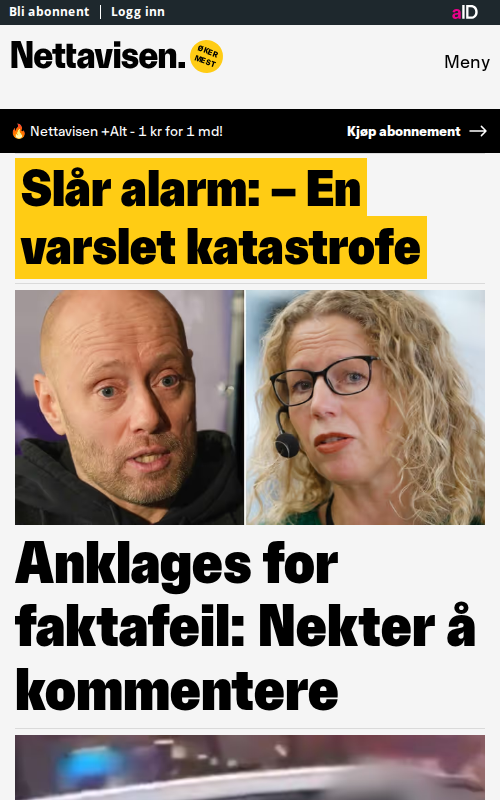 Bli abonnent | Logg inn
aID
Nettavisen.
ØKER
MEST
Meny
🔥 Nettavisen +Alt - 1 kr for 1 md!
Kjøp abonnement →
Slår alarm: – En
varslet katastrofe
Anklages for
faktafeil: Nekter å
kommentere